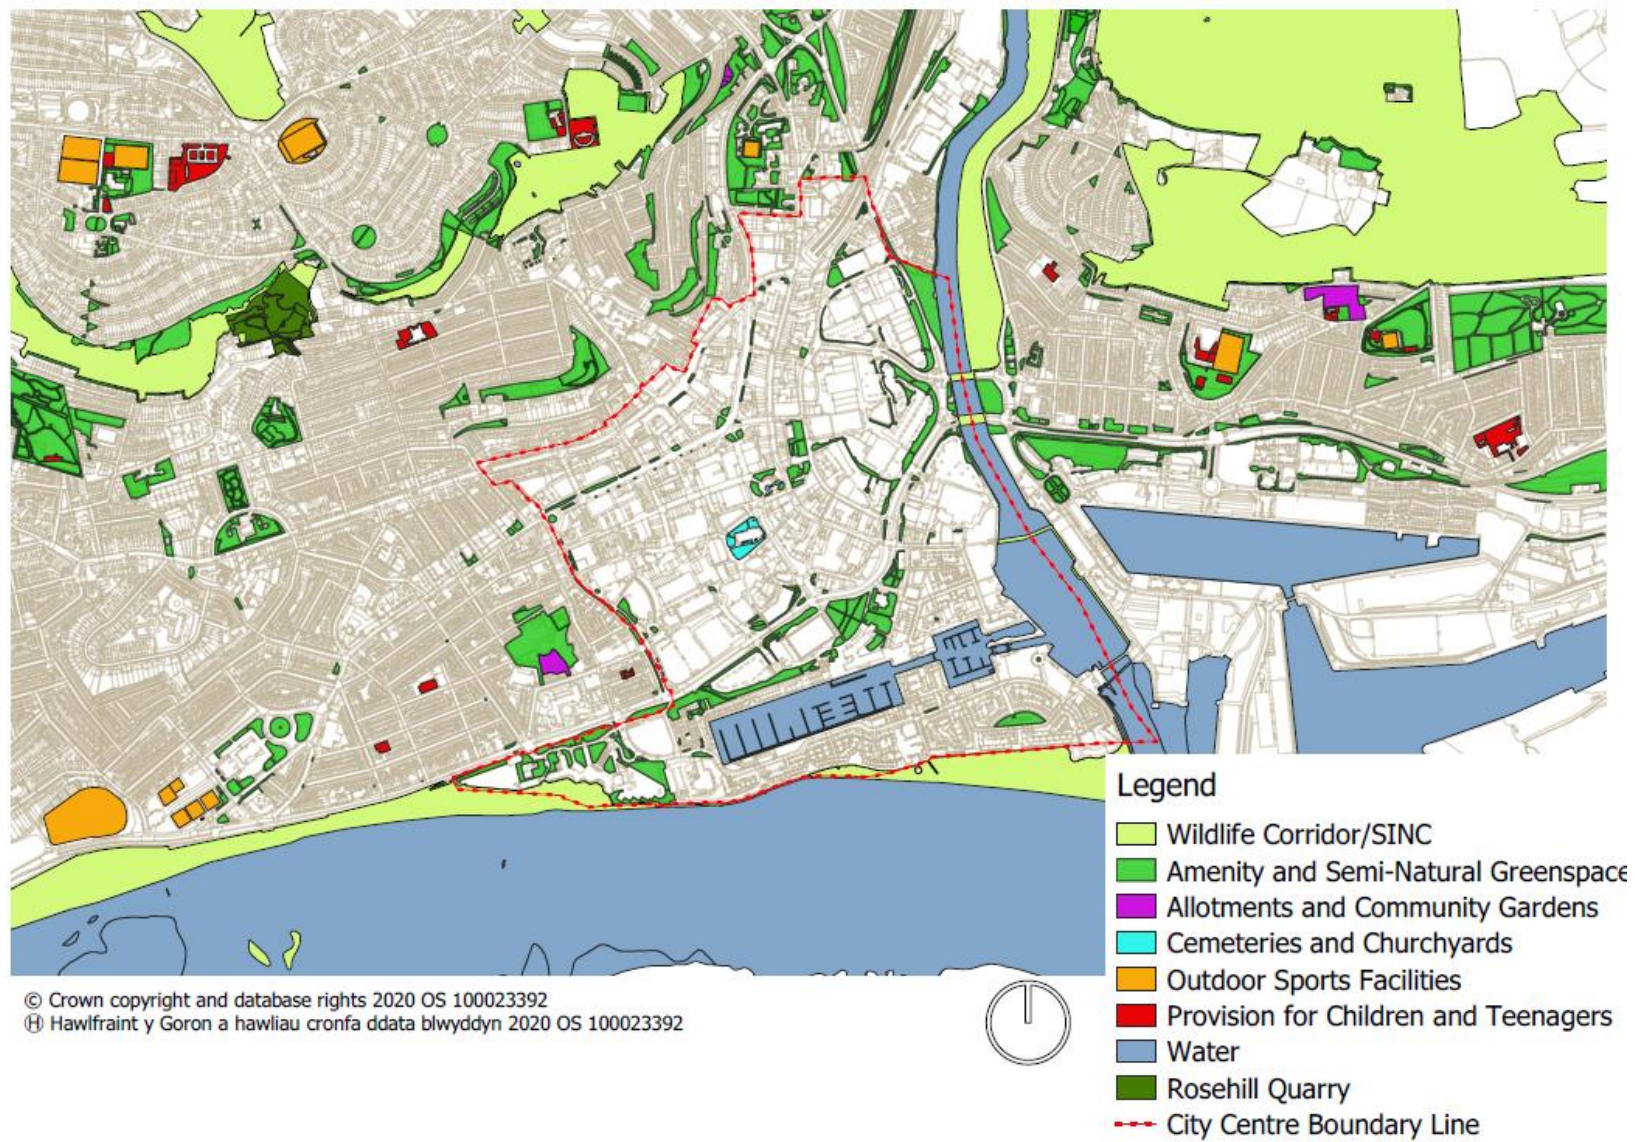 Legend
Wildlife Corridor/SINC
Amenity and Semi-Natural Greenspace
Allotments and Community Gardens
Cemeteries and Churchyards
Outdoor Sports Facilities
Provision for Children and Teenagers
Water
Rosehill Quarry
City Centre Boundary Line
© Crown copyright and database rights 2020 OS 100023392
Ⓗ Hawlfraint y Goron a hawliau cronfa ddata blwyddyn 2020 OS 100023392